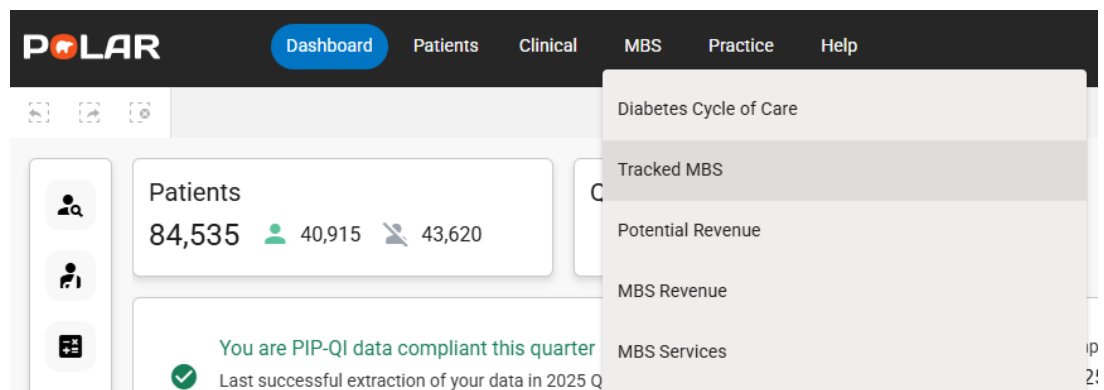 POLAR Dashboard Patients Clinical MBS Practice Help
Diabetes Cycle of Care
Tracked MBS
Potential Revenue
MBS Revenue
MBS Services
Patients
84,535 40,915 43,620
You are PIP-QI data compliant this quarter
Last successful extraction of your data in 2025 Q